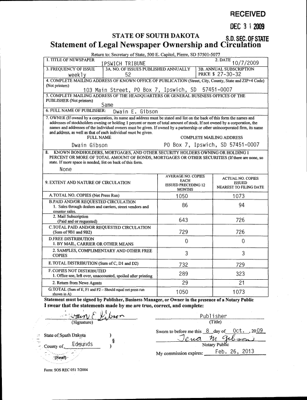 RECEIVED
DEC 31 2009
S.D. SEC. OF STATE
STATE OF SOUTH DAKOTA
Statement of Legal Newspaper Ownership and Circulation
Return to: Secretary of State, 500 E. Capitol, Pierre, SD 57501-5077
1. TITLE OF NEWSPAPER
IPSWICH TRIBUNE
2. DATE
10/7/2009
3. FREQUENCY OF ISSUE
weekly
3A. NO. OF ISSUES PUBLISHED ANNUALLY
52
3B. ANNUAL SUBSCRIPTION
PRICE $ 27-30-32
4. COMPLETE MAILING ADDRESS OF KNOWN OFFICE OF PUBLICATION (Street, City, County, State and ZIP+4 Code)
(Not printers)
103 Main Street, PO Box 7, Ipswich, SD 57451-0007
5. COMPLETE MAILING ADDRESS OF THE HEADQUARTERS OR GENERAL BUSINESS OFFICES OF THE
PUBLISHER (Not printers)
Same
6. FULL NAME OF PUBLISHER:
Dwain E. Gibson
7. OWNER (If owned by a corporation, its name and address must be stated and list on the back of this form the names and
addresses of stockholders owning or holding 1 percent or more of total amount of stock. If not owned by a corporation, the
names and addresses of the individual owners must be given. If owned by a partnership or other unincorporated firm, its name
and address, as well as that of each individual must be given.
FULL NAME
COMPLETE MAILING ADDRESS
Dwain Gibson
PO Box 7, Ipswich, SD 57451-0007
8. KNOWN BONDHOLDERS, MORTGAGEES, AND OTHER SECURITY HOLDERS OWNING OR HOLDING 1
PERCENT OR MORE TOTAL AMOUNT OF BONDS, MORTGAGES OR OTHER SECURITIES (If there are none, so
state. If more space is needed, list on back of this form.
None
9. EXTENT AND NATURE OF CIRCULATION
AVERAGE NO. COPIES
EACH
ISSUED PRECEDING 12
MONTHS
ACTUAL NO. COPIES
ISSUED
NEAREST TO FILING DATE
A. TOTAL NO. COPIES (Net Press Run)
1050
1073
B. PAID AND/OR REQUESTED CIRCULATION
1. Sales through dealers and carriers, street vendors and
counter sales.
86
94
2. Mail Subscription
(Paid and or requested)
643
726
C. TOTAL PAID AND/OR REQUESTED CIRCULATION
(Sum of 9B1 and 9B2)
729
726
D. FREE DISTRIBUTION
1. BY MAIL, CARRIER OR OTHER MEANS
0
0
2. SAMPLES, COMPLIMENTARY AND OTHER FREE
COPIES
3
3
E. TOTAL DISTRIBUTION (Sum of C, D1 and D2)
732
729
F. COPIES NOT DISTRIBUTED
1. Office use, left over, unaccounted, spoiled after printing
289
323
2. Return from News Agents
29
21
G. TOTAL (Sum of E, F1 and F2 - Should equal net press run
shown in A)
1050
1073
Statement must be signed by Publisher, Business Manager, or Owner in the presence of a Notary Public
I swear that the statements made by me are true, correct, and complete:
Gibson
Publisher
(Signature)
(Title)
State of South Dakota )
County of Edmunds )
§
(Seal)
Sworn to before me this 8 day of Oct. 2009
Notary Public
My commission expires: Feb. 26, 2013